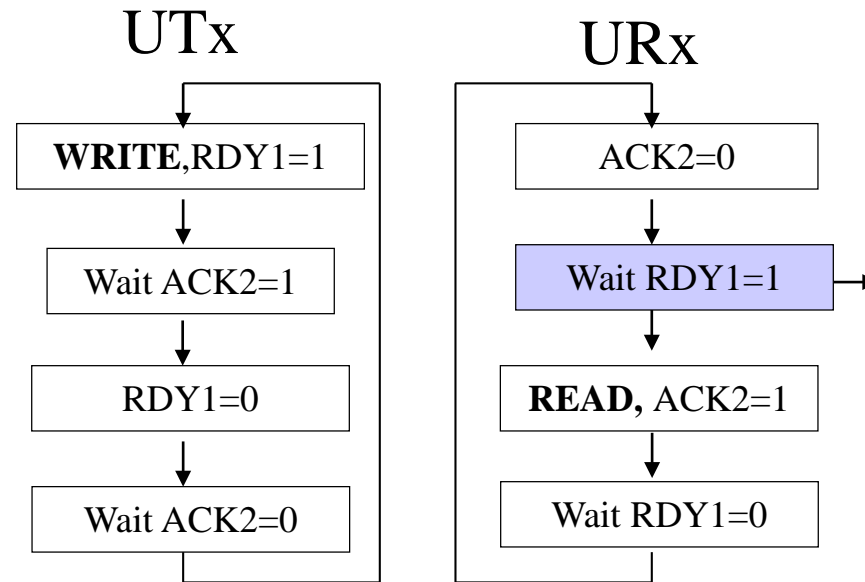 UTx
WRITE,RDY1=1
Wait ACK2=1
RDY1=0
Wait ACK2=0
URx
ACK2=0
Wait RDY1=1
READ, ACK2=1
Wait RDY1=0